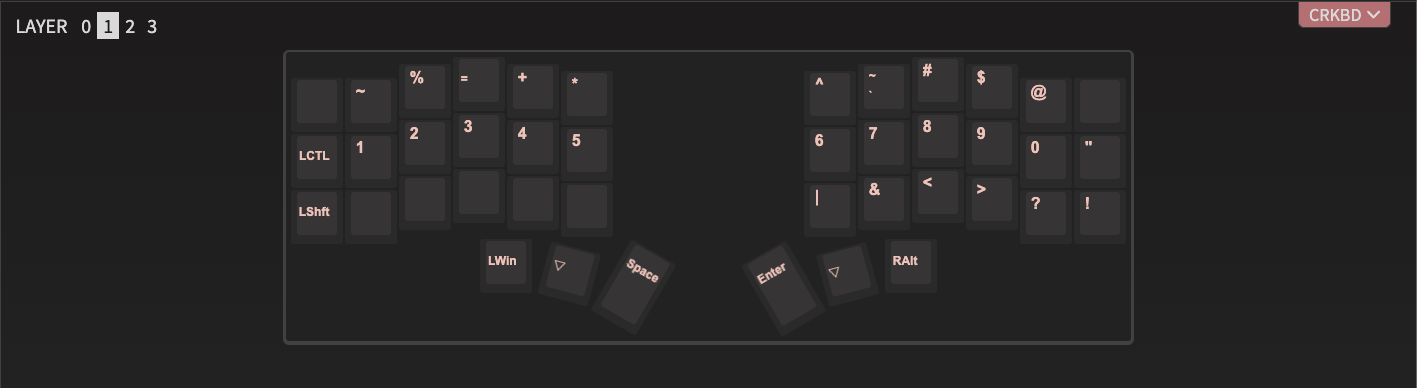 LAYER 0 1 2 3
CRKBD
~ % = + *
^ ~ ` # $ @
LCTL 1 2 3 4 5
6 7 8 9 0 "
LShft
| & < > ? !
LWin ▽ Space
Enter ▽ RAlt